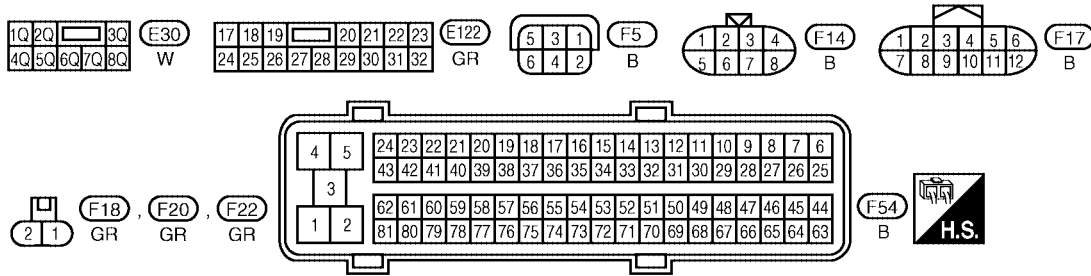 1Q 2Q 3Q
4Q 5Q 6Q 7Q 8Q
E30
W
17 18 19 20 21 22 23
24 25 26 27 28 29 30 31 32
E122
GR
5 3 1
6 4 2
F5
B
1 2 3 4
5 6 7 8
F14
B
1 2 3 4 5 6
7 8 9 10 11 12
F17
B
2 1
F18 , F20 , F22
GR GR GR
4 5
3
1 2
24 23 22 21 20 19 18 17 16 15 14 13 12 11 10 9 8 7 6
43 42 41 40 39 38 37 36 35 34 33 32 31 30 29 28 27 26 25
62 61 60 59 58 57 56 55 54 53 52 51 50 49 48 47 46 45 44
81 80 79 78 77 76 75 74 73 72 71 70 69 68 67 66 65 64 63
F54
B
H.S.